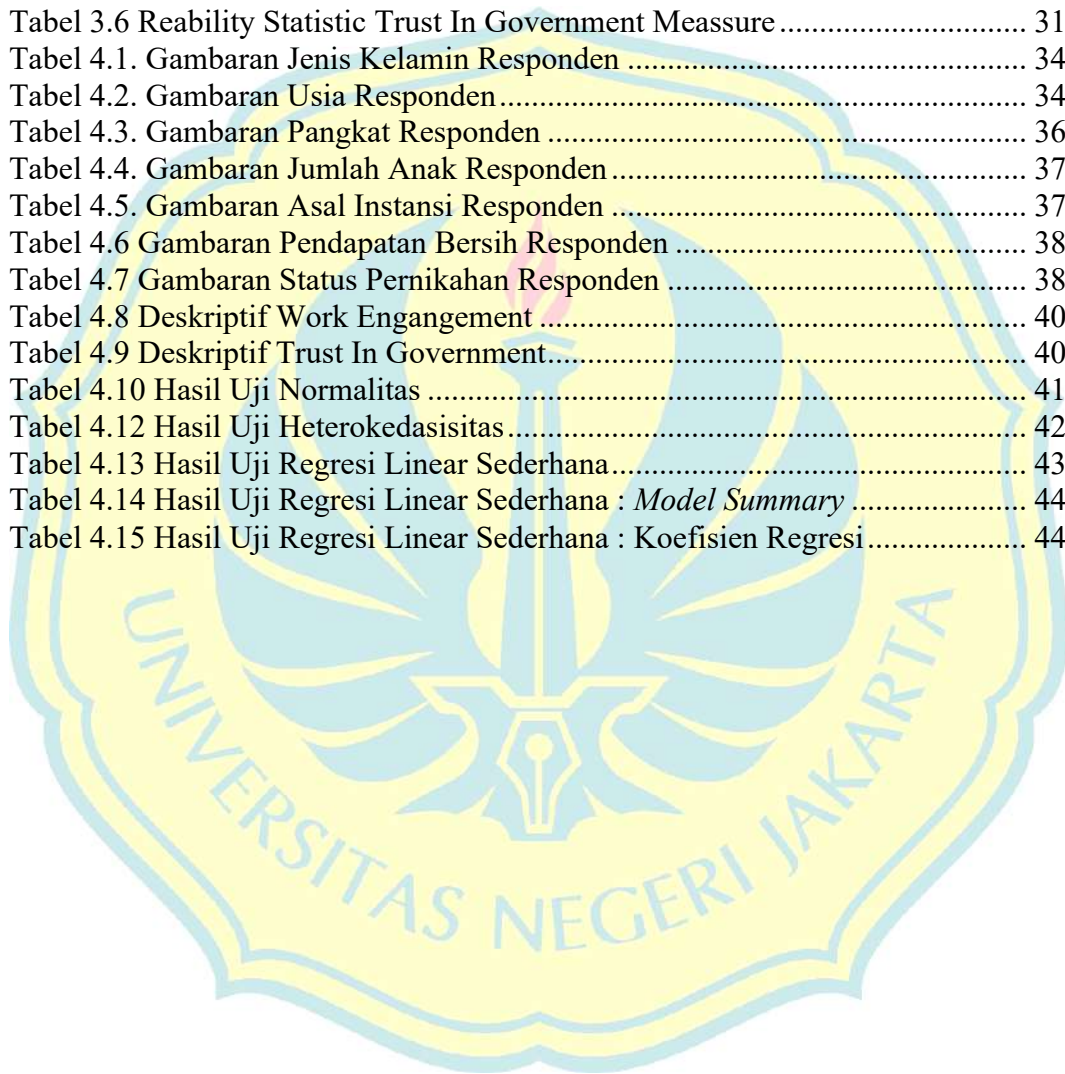 Tabel 3.6 Reability Statistic Trust In Government Meassure ............................. 31
Tabel 4.1. Gambaran Jenis Kelamin Responden ................................................ 34
Tabel 4.2. Gambaran Usia Responden ................................................................ 34
Tabel 4.3. Gambaran Pangkat Responden .......................................................... 36
Tabel 4.4. Gambaran Jumlah Anak Responden .................................................. 37
Tabel 4.5. Gambaran Asal Instansi Responden .................................................. 37
Tabel 4.6 Gambaran Pendapatan Bersih Responden .......................................... 38
Tabel 4.7 Gambaran Status Pernikahan Responden ........................................... 38
Tabel 4.8 Deskriptif Work Engangement ........................................................... 40
Tabel 4.9 Deskriptif Trust In Government .......................................................... 40
Tabel 4.10 Hasil Uji Normalitas ......................................................................... 41
Tabel 4.12 Hasil Uji Heterokedasisitas ............................................................... 42
Tabel 4.13 Hasil Uji Regresi Linear Sederhana .................................................. 43
Tabel 4.14 Hasil Uji Regresi Linear Sederhana : Model Summary .................... 44
Tabel 4.15 Hasil Uji Regresi Linear Sederhana : Koefisien Regresi ................... 44
UNIVERSITAS NEGERI JAKARTA